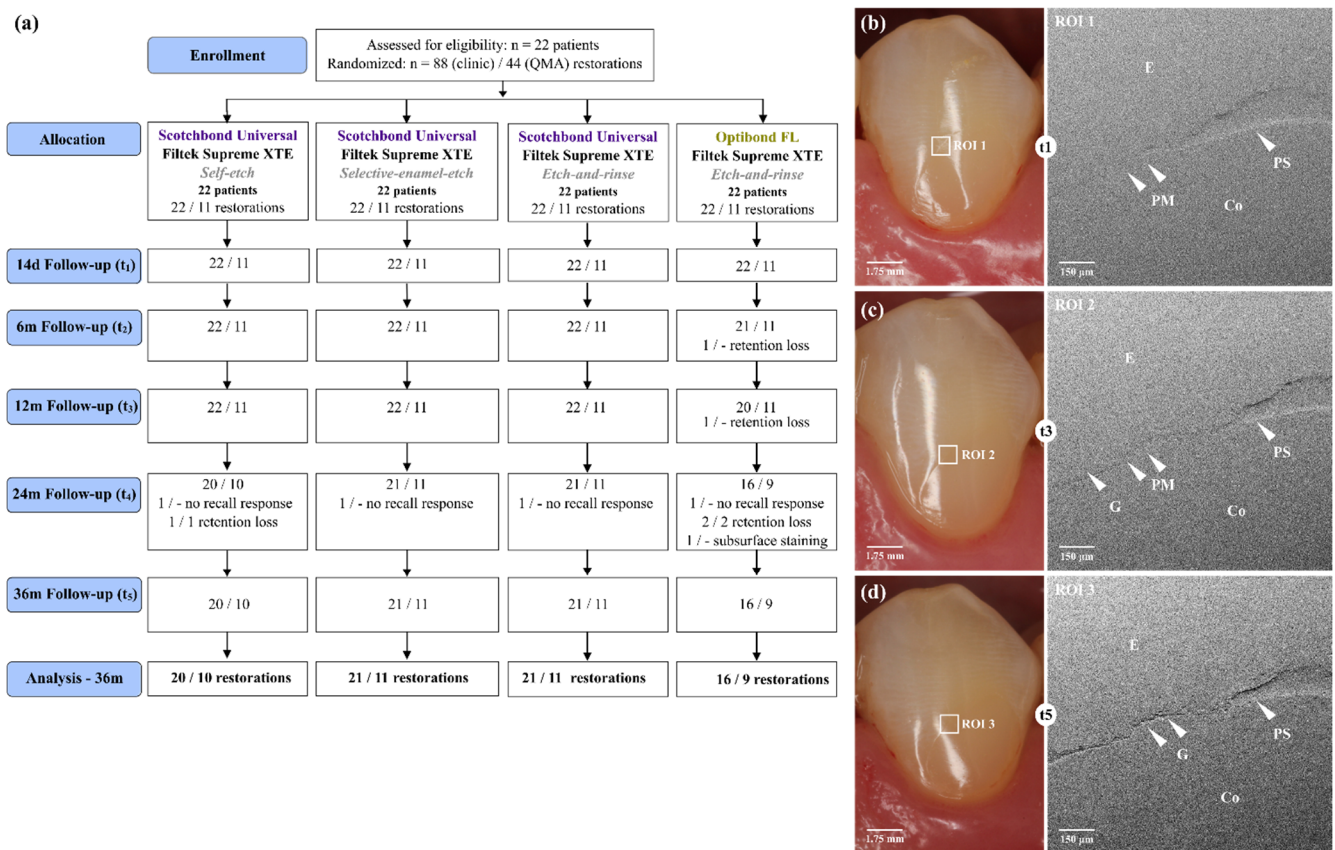 (a)
Enrollment
Assessed for eligibility: n = 22 patients
Randomized: n = 88 (clinic) / 44 (QMA) restorations
Allocation
Scotchbond Universal
Filtek Supreme XTE
Self-etch
22 patients
22 / 11 restorations
Scotchbond Universal
Filtek Supreme XTE
Selective-enamel-etch
22 patients
22 / 11 restorations
Scotchbond Universal
Filtek Supreme XTE
Etch-and-rinse
22 patients
22 / 11 restorations
Optibond FL
Filtek Supreme XTE
Etch-and-rinse
22 patients
22 / 11 restorations
14d Follow-up (t₁)
22 / 11
22 / 11
22 / 11
22 / 11
6m Follow-up (t₂)
22 / 11
22 / 11
22 / 11
21 / 11
1 / - retention loss
12m Follow-up (t₃)
22 / 11
22 / 11
22 / 11
20 / 11
1 / - retention loss
24m Follow-up (t₄)
20 / 10
1 / - no recall response
1 / 1 retention loss
21 / 11
1 / - no recall response
21 / 11
1 / - no recall response
16 / 9
1 / - no recall response
2 / 2 retention loss
1 / - subsurface staining
36m Follow-up (t₅)
20 / 10
21 / 11
21 / 11
16 / 9
Analysis - 36m
20 / 10 restorations
21 / 11 restorations
21 / 11 restorations
16 / 9 restorations
(b)
ROI 1
1.75 mm
t1
ROI 1
E
PS
PM
Co
150 µm
(c)
ROI 2
1.75 mm
t3
ROI 2
E
PS
PM
G
Co
150 µm
(d)
ROI 3
1.75 mm
t5
ROI 3
E
PS
G
Co
150 µm